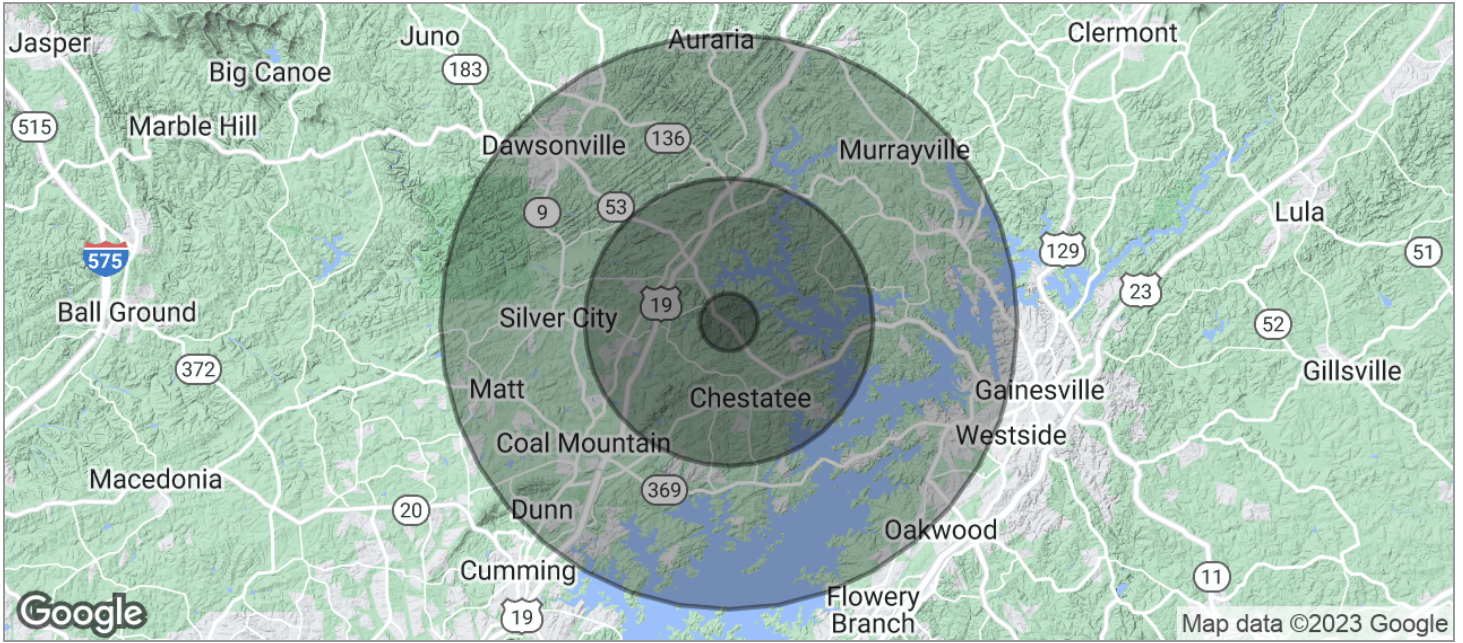 Jasper
Juno
Auraria
Clermont
183
Big Canoe
515
Marble Hill
Dawsonville
136
Murrayville
9
53
Lula
129
51
575
23
Ball Ground
Silver City
19
52
372
Matt
Chestatee
Gainesville
Gillsville
Coal Mountain
Westside
Macedonia
369
20
Dunn
Oakwood
Cumming
11
Flowery
Branch
19
Google
Map data ©2023 Google